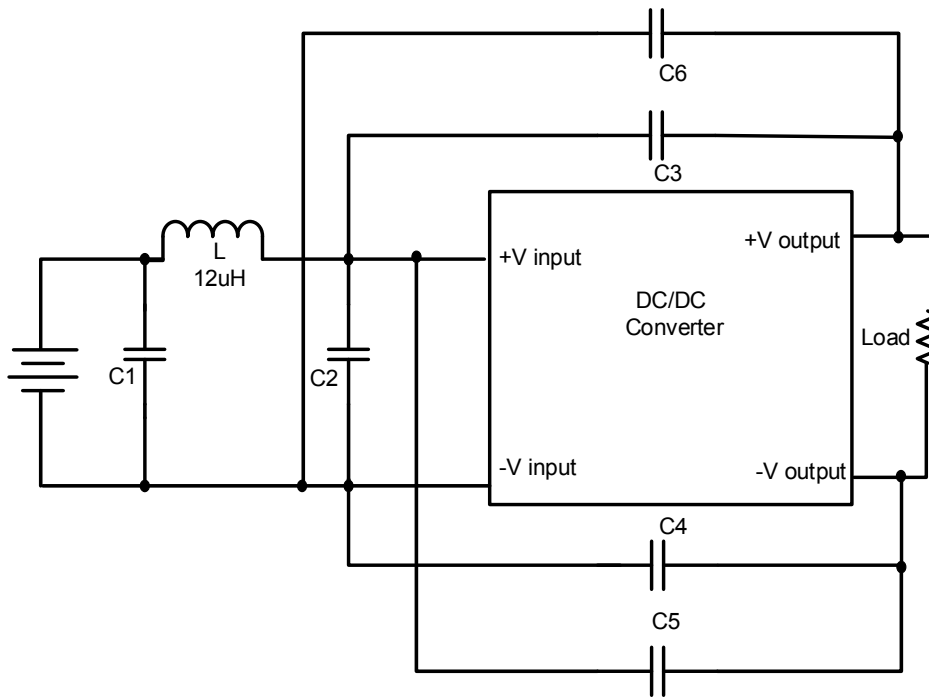 C6
C3
+V output
L
12uH
+V input
DC/DC
Converter
Load
C1
C2
-V input
-V output
C4
C5